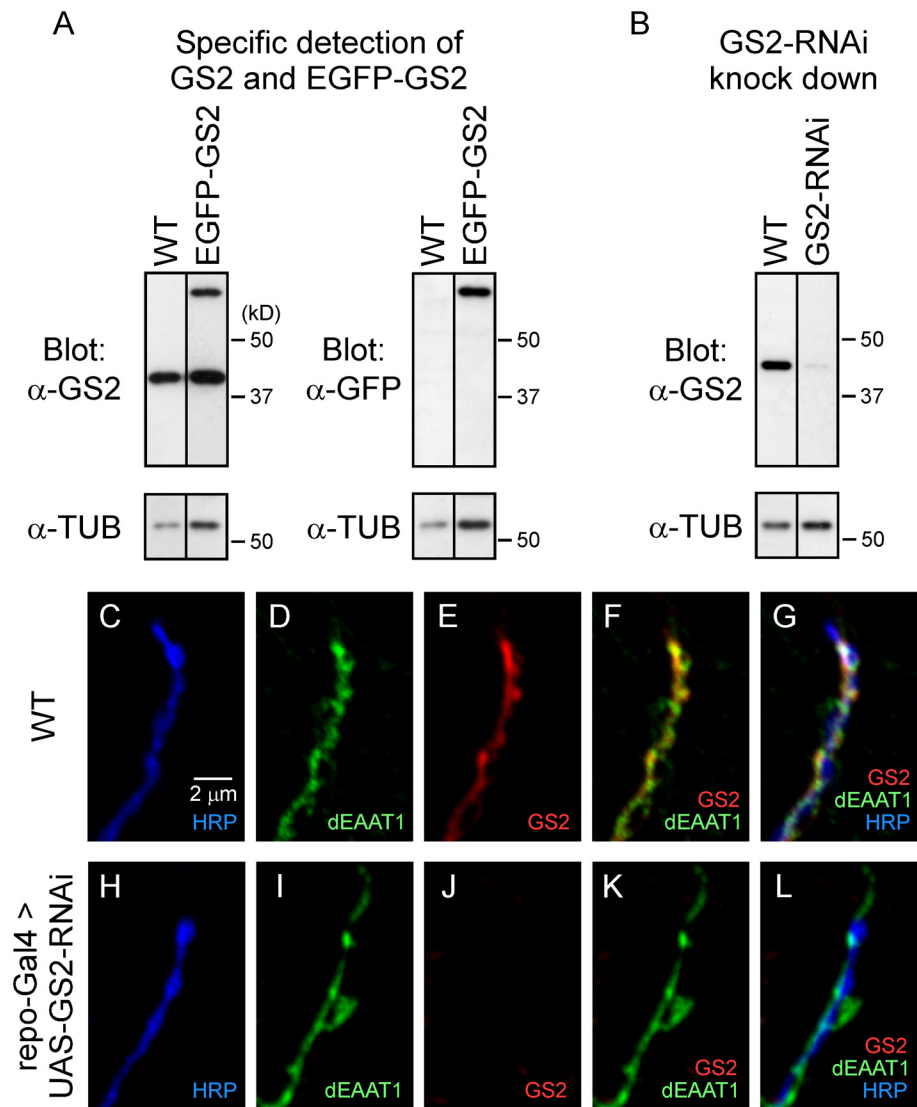 A
Specific detection of
GS2 and EGFP-GS2
WT
EGFP-GS2
(kD)
50
37
Blot:
α-GS2
α-TUB
50
WT
EGFP-GS2
50
37
Blot:
α-GFP
α-TUB
50
B
GS2-RNAi
knock down
WT
GS2-RNAi
50
37
Blot:
α-GS2
α-TUB
50
WT
C
2 μm
HRP
D
dEAAT1
E
GS2
F
GS2
dEAAT1
G
GS2
dEAAT1
HRP
repo-Gal4 >
UAS-GS2-RNAi
H
HRP
I
dEAAT1
J
GS2
K
GS2
dEAAT1
L
GS2
dEAAT1
HRP